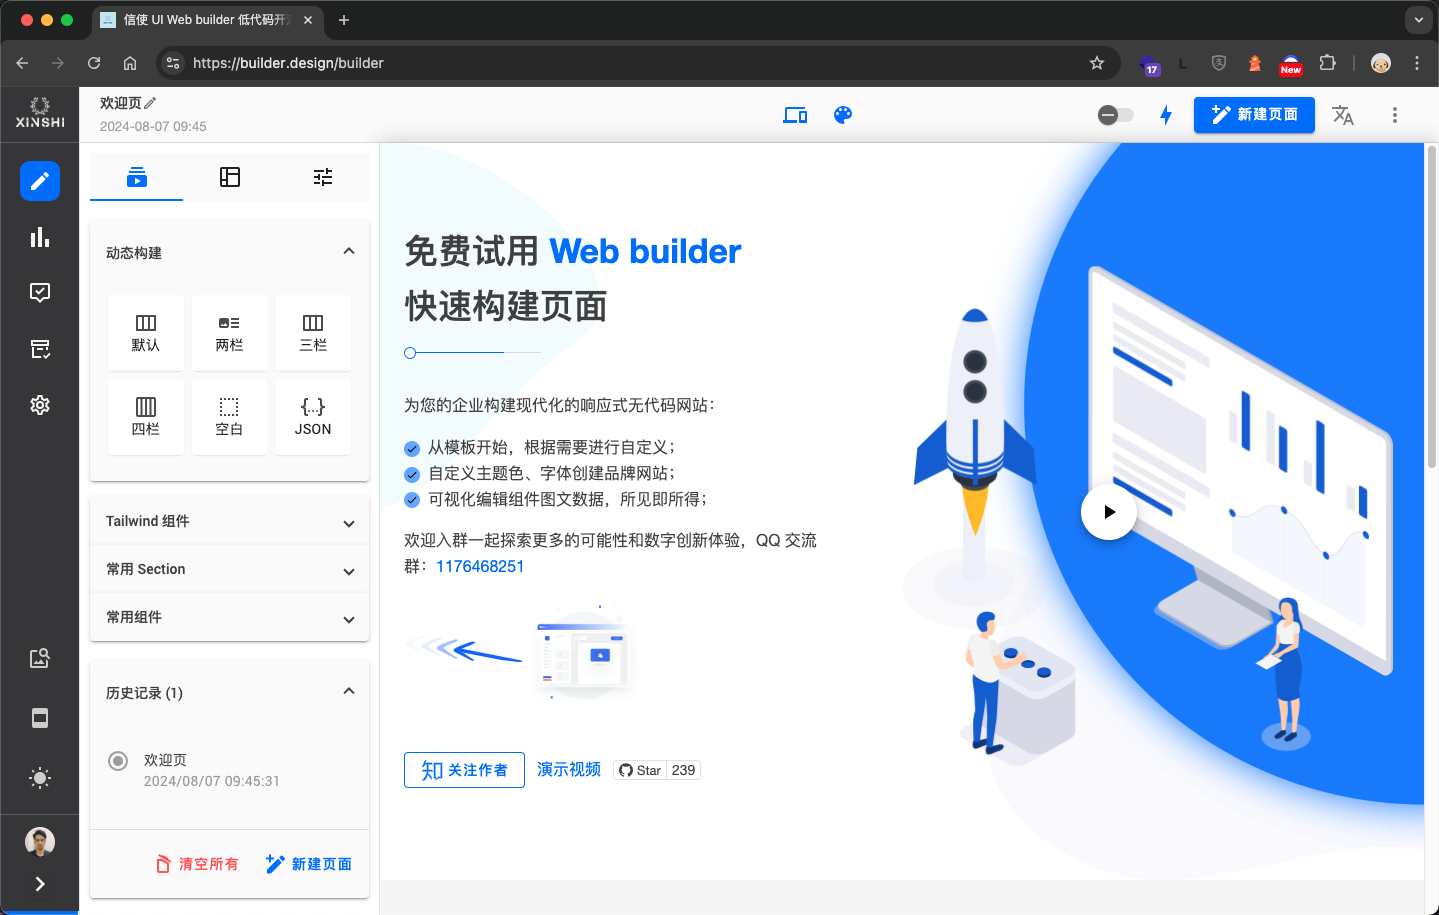 信使 UI Web builder 低代码开
https://builder.design/builder
17
New
XINSHI
欢迎页
2024-08-07 09:45
新建页面
动态构建
默认
两栏
三栏
四栏
空白
{...}
JSON
Tailwind 组件
常用 Section
常用组件
历史记录 (1)
欢迎页
2024/08/07 09:45:31
清空所有
新建页面
免费试用 Web builder
快速构建页面
为您的企业构建现代化的响应式无代码网站：
从模板开始，根据需要进行自定义；
自定义主题色、字体创建品牌网站；
可视化编辑组件图文数据，所见即所得；
欢迎入群一起探索更多的可能性和数字创新体验，QQ 交流
群：1176468251
知 关注作者
演示视频
Star 239